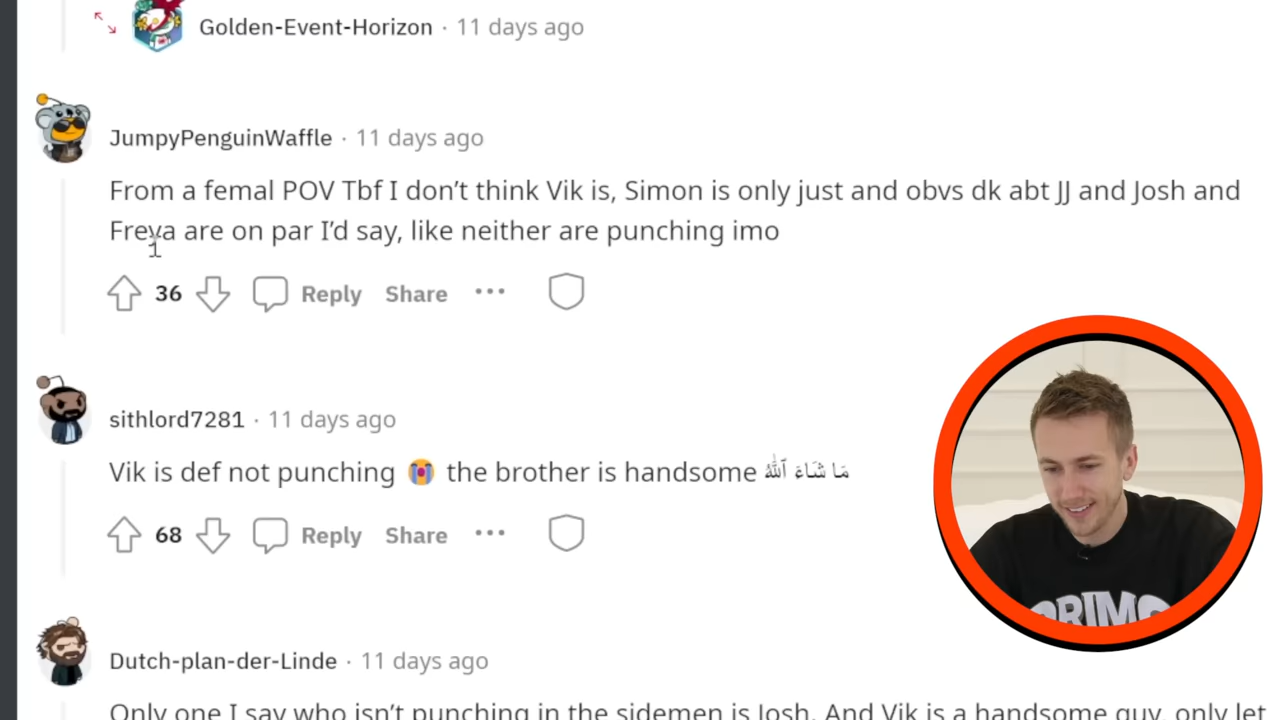 Golden-Event-Horizon · 11 days ago
JumpyPenguinWaffle · 11 days ago
From a femal POV Tbf I don't think Vik is, Simon is only just and obvs dk abt JJ and Josh and
Freya are on par I'd say, like neither are punching imo
36 Reply Share ···
sithlord7281 · 11 days ago
Vik is def not punching 😭 the brother is handsome مَا شَاءَ ٱللَّٰهُ
68 Reply Share ···
Dutch-plan-der-Linde · 11 days ago
Only one I say who isn't punching in the sidemen is Josh. And Vik is a handsome guy, only let